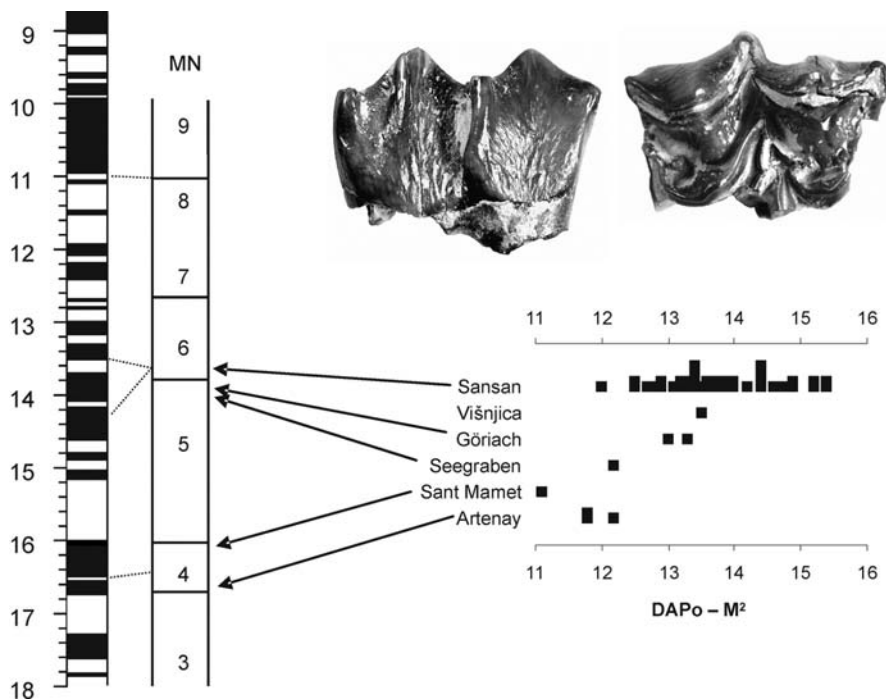 MN
9
10
11
12
13
14
15
16
17
18
9
8
7
6
5
4
3
11 12 13 14 15 16
Sansan
Višnjica
Göriach
Seegraben
Sant Mamet
Artenay
11 12 13 14 15 16
DAPo – M²